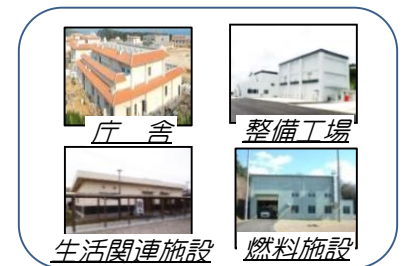 庁　舎
整備工場
生活関連施設
燃料施設